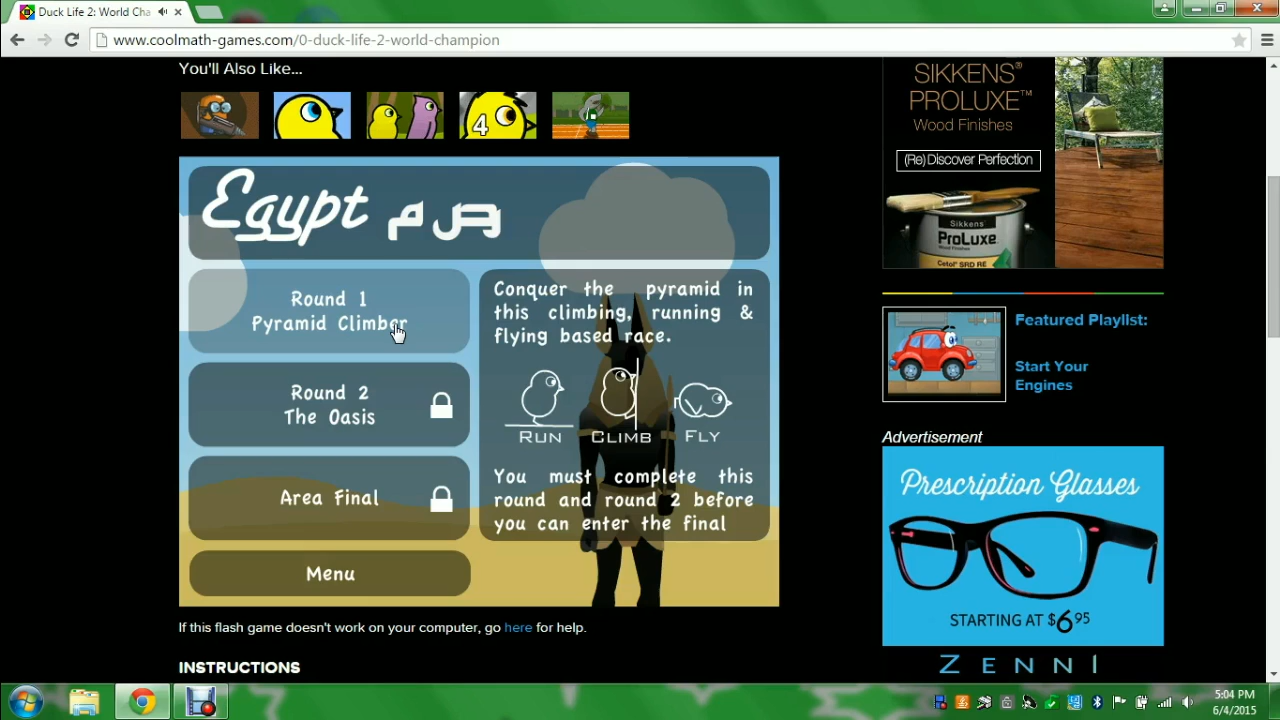 Duck Life 2: World Cha
www.coolmath-games.com/0-duck-life-2-world-champion
You'll Also Like...
4
Egypt ص م
Round 1
Pyramid Climber
Round 2
The Oasis
Area Final
Menu
Conquer the pyramid in
this climbing, running &
flying based race.
RUN CLIMB FLY
You must complete this
round and round 2 before
you can enter the final
If this flash game doesn't work on your computer, go here for help.
INSTRUCTIONS
SIKKENS®
PROLUXE™
Wood Finishes
(Re)Discover Perfection
Sikkens
ProLuxe
Cetol® SRD RE
Featured Playlist:
Start Your
Engines
Advertisement
Prescription Glasses
STARTING AT $6.95
ZENNI
5:04 PM
6/4/2015